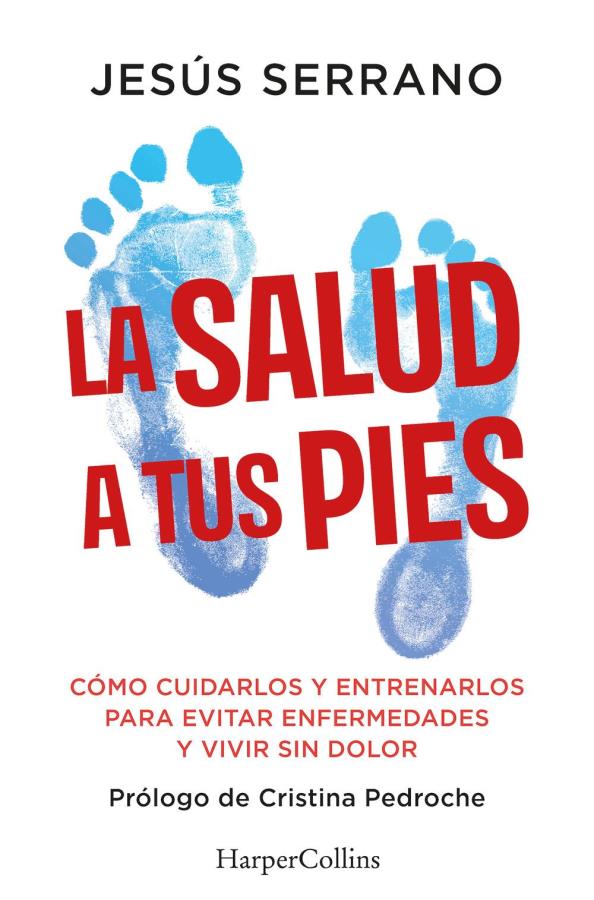 JESÚS SERRANO
LA SALUD
A TUS PIES
CÓMO CUIDARLOS Y ENTRENARLOS
PARA EVITAR ENFERMEDADES
Y VIVIR SIN DOLOR
Prólogo de Cristina Pedroche
HarperCollins